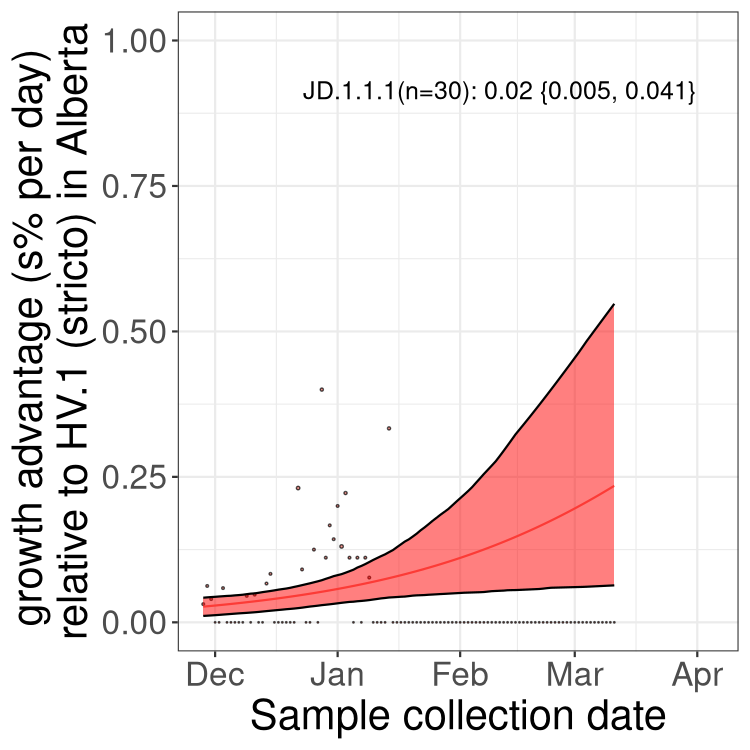 growth advantage (s% per day)
relative to HV.1 (stricto) in Alberta
1.00
0.75
0.50
0.25
0.00
JD.1.1.1(n=30): 0.02 {0.005, 0.041}
Dec Jan Feb Mar Apr
Sample collection date